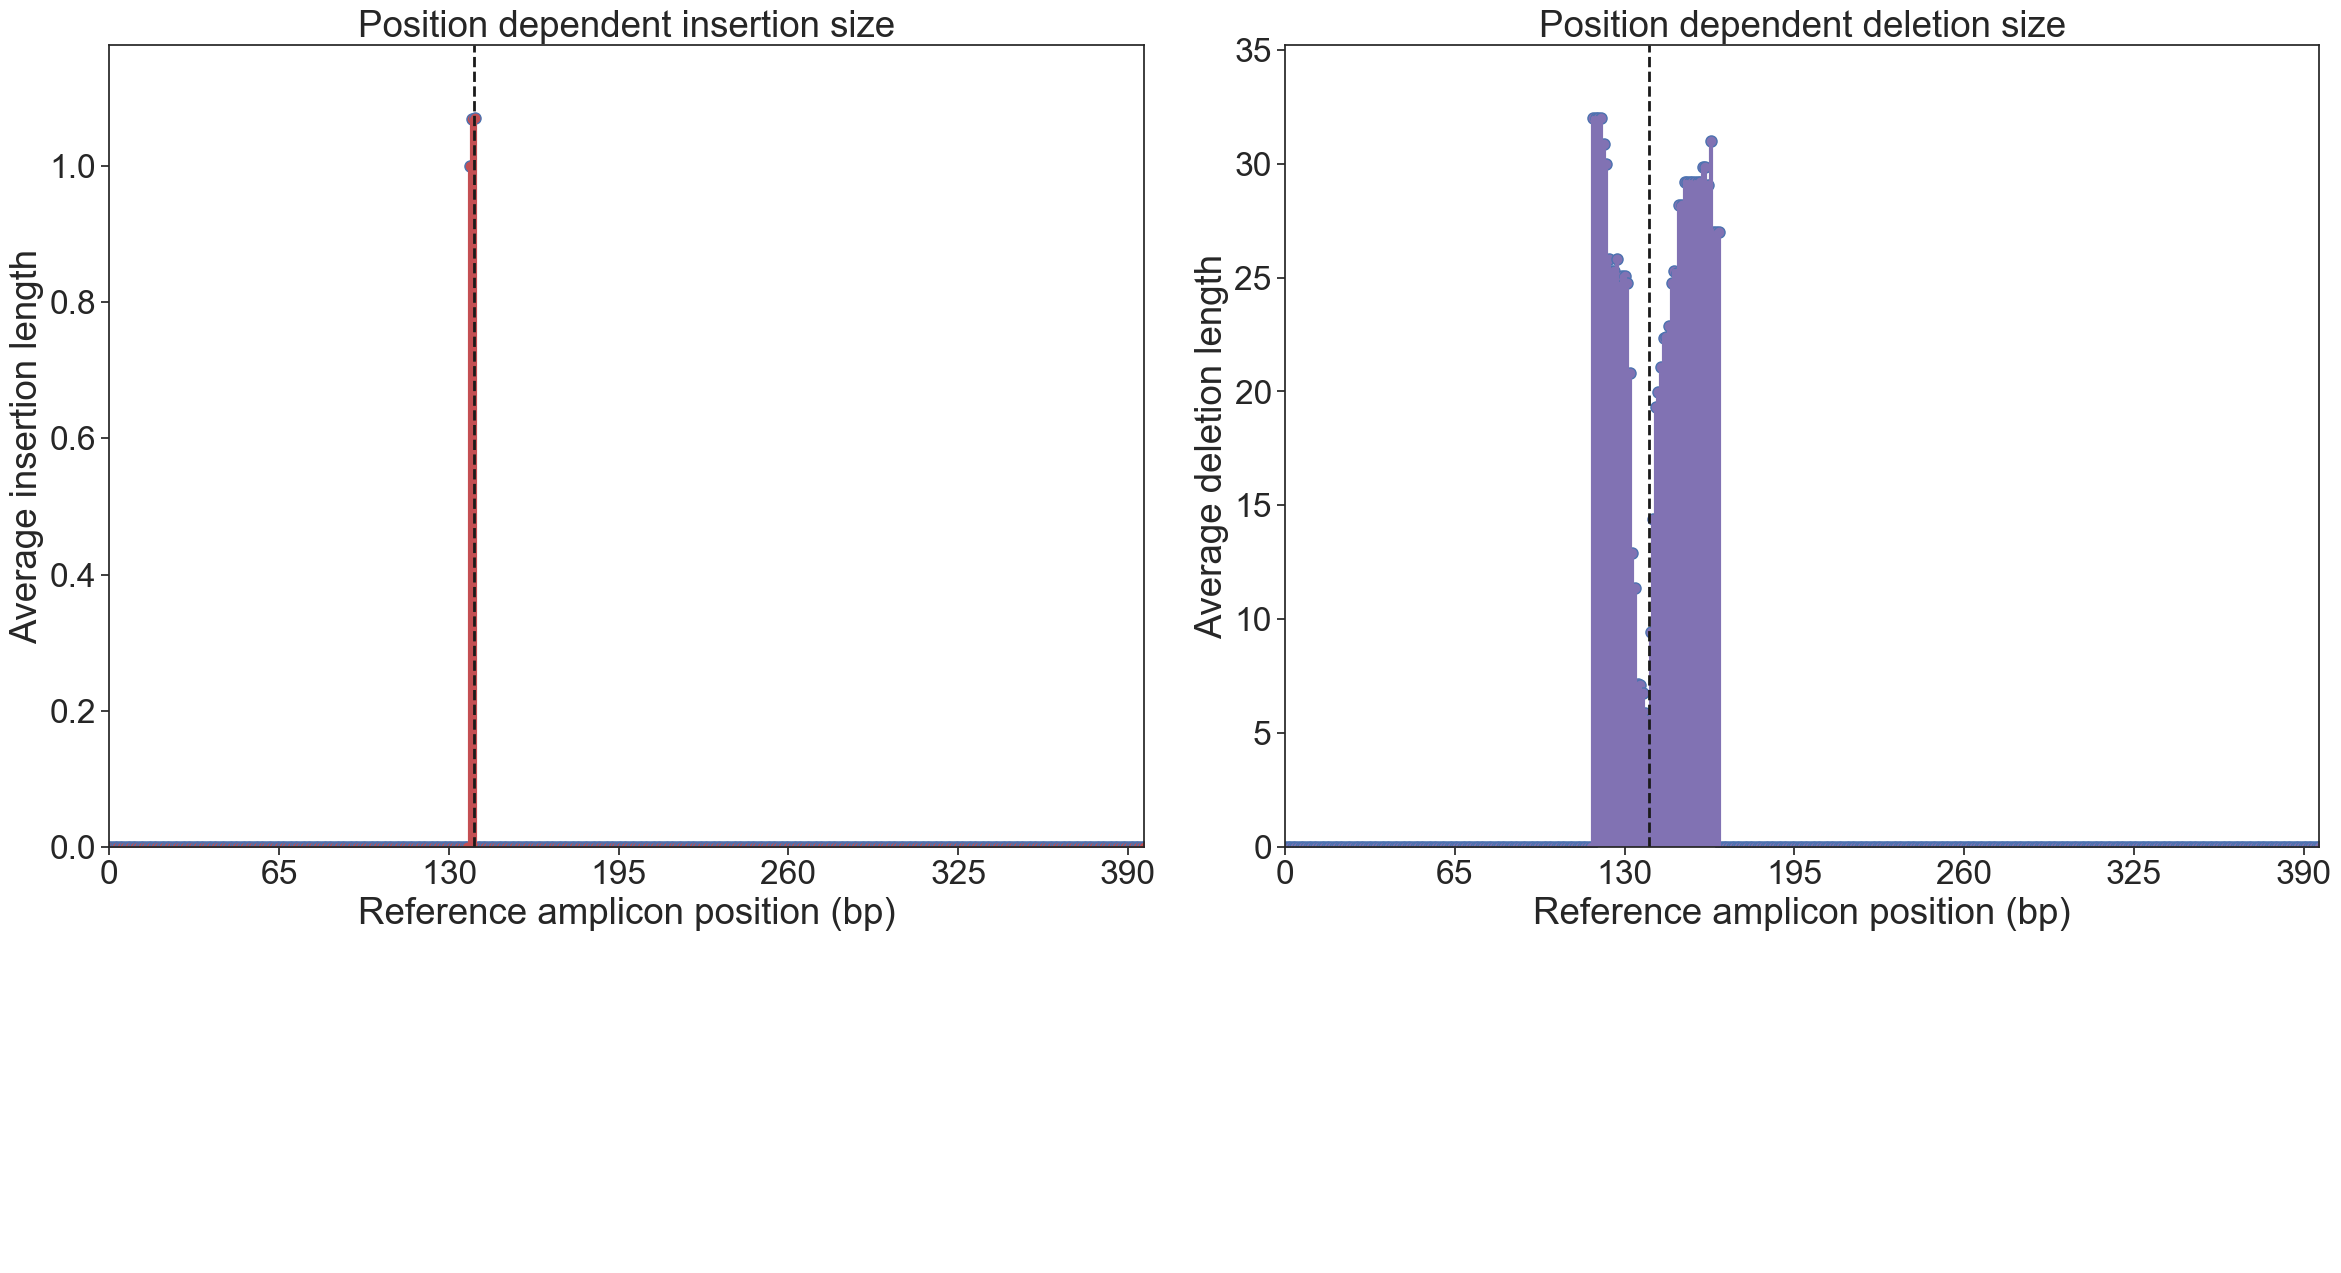 Position dependent insertion size
Average insertion length
1.0
0.8
0.6
0.4
0.2
0.0
0 65 130 195 260 325 390
Reference amplicon position (bp)
Position dependent deletion size
Average deletion length
35
30
25
20
15
10
5
0
0 65 130 195 260 325 390
Reference amplicon position (bp)